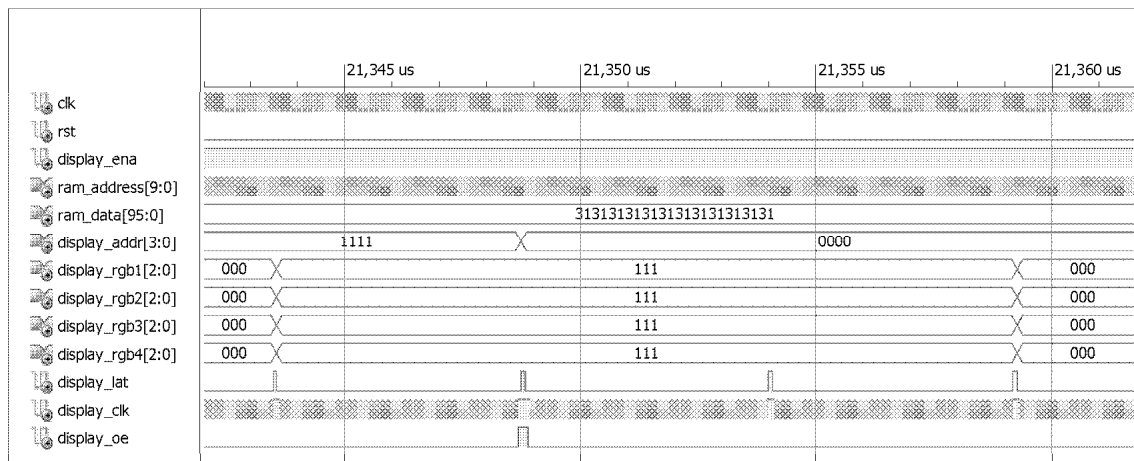 21,345 us 21,350 us 21,355 us 21,360 us
clk
rst
display_ena
ram_address[9:0]
ram_data[95:0] 313131313131313131313131
display_addr[3:0] 1111 0000
display_rgb1[2:0] 000 111 000
display_rgb2[2:0] 000 111 000
display_rgb3[2:0] 000 111 000
display_rgb4[2:0] 000 111 000
display_lat
display_clk
display_oe